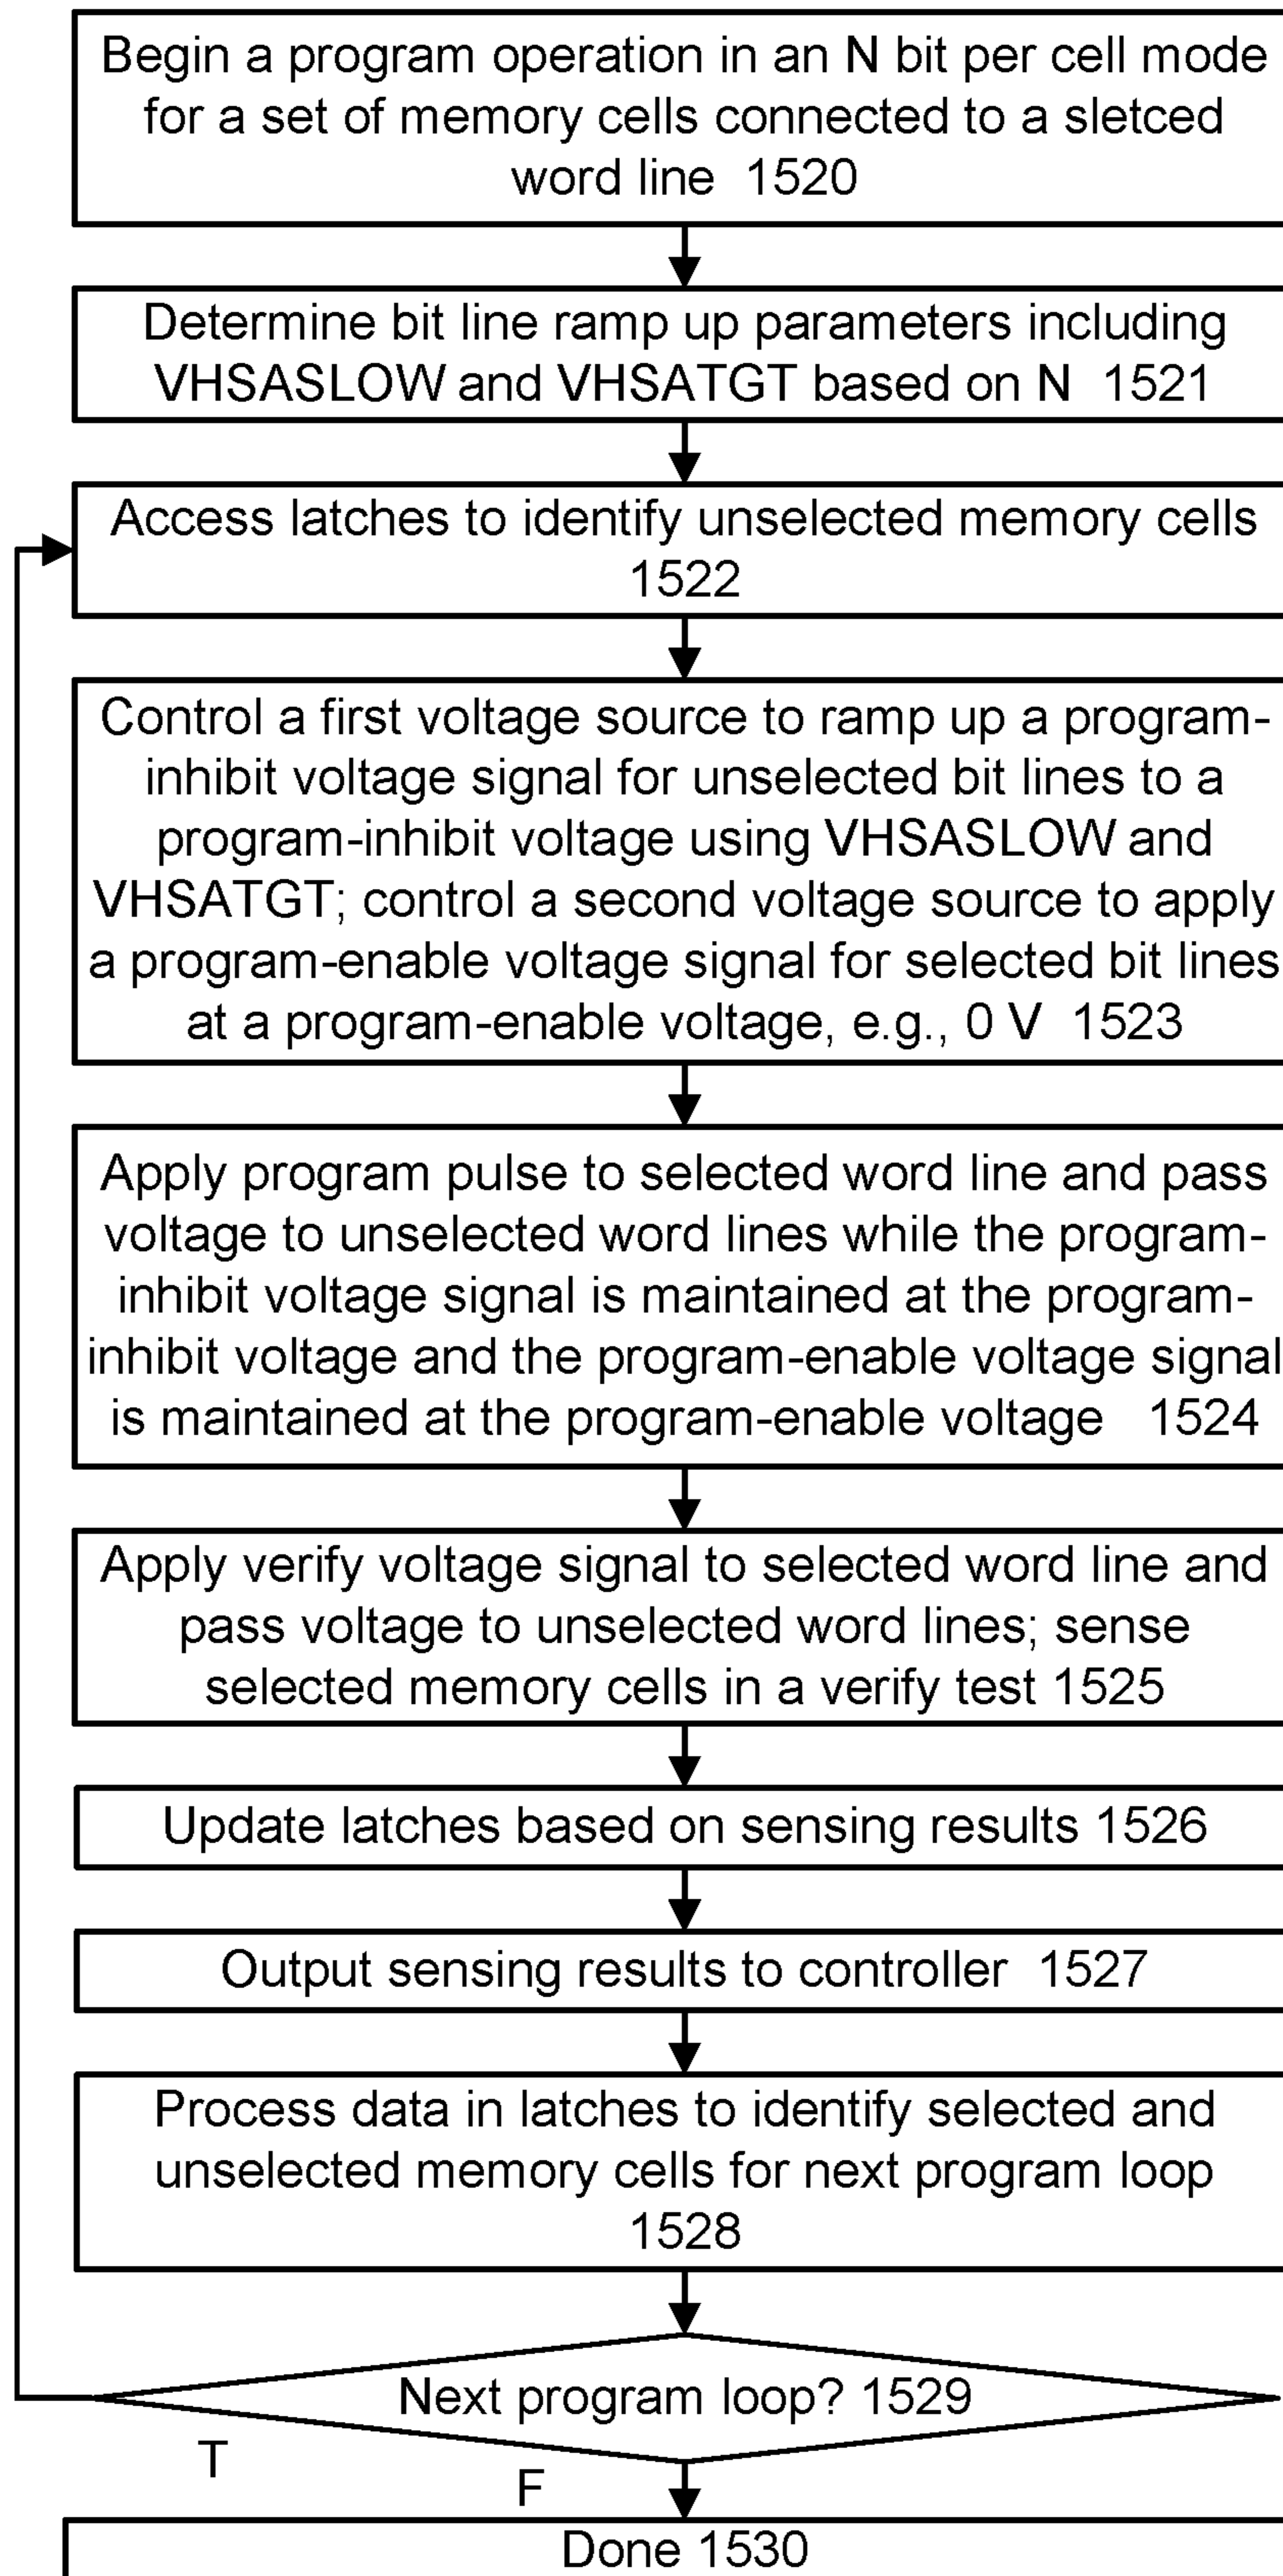 Begin a program operation in an N bit per cell mode
for a set of memory cells connected to a sletced
word line 1520
Determine bit line ramp up parameters including
VHSASLOW and VHSATGT based on N 1521
Access latches to identify unselected memory cells
1522
Control a first voltage source to ramp up a program-
inhibit voltage signal for unselected bit lines to a
program-inhibit voltage using VHSASLOW and
VHSATGT; control a second voltage source to apply
a program-enable voltage signal for selected bit lines
at a program-enable voltage, e.g., 0 V 1523
Apply program pulse to selected word line and pass
voltage to unselected word lines while the program-
inhibit voltage signal is maintained at the program-
inhibit voltage and the program-enable voltage signal
is maintained at the program-enable voltage 1524
Apply verify voltage signal to selected word line and
pass voltage to unselected word lines; sense
selected memory cells in a verify test 1525
Update latches based on sensing results 1526
Output sensing results to controller 1527
Process data in latches to identify selected and
unselected memory cells for next program loop
1528
Next program loop? 1529
T
F
Done 1530